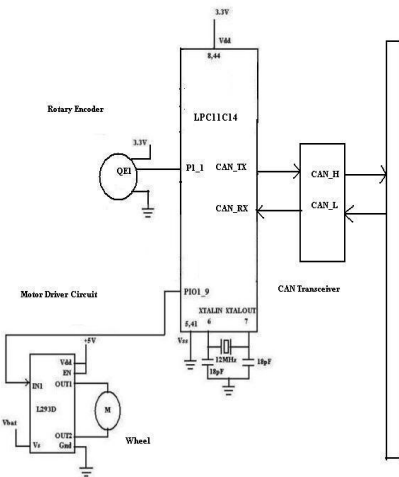 3.3V
Vdd
8,44
LPC11C14
Rotary Encoder
3.3V
QE1
P1_1
CAN_TX
CAN_H
CAN_RX
CAN_L
CAN Transceiver
Motor Driver Circuit
PIO1_9
XTALIN XTALOUT
5,41 6 7
Vss
12MHz
18pF 18pF
+5V
Vdd
EN
IN1 OUT1
L293D
M
Vbat
OUT2
Wheel
Vs Gnd